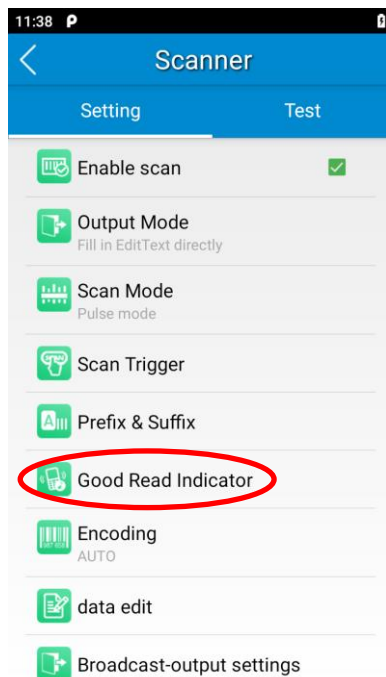 11:38
Scanner
Setting
Test
Enable scan
Output Mode
Fill in EditText directly
Scan Mode
Pulse mode
Scan Trigger
Prefix & Suffix
Good Read Indicator
Encoding
AUTO
data edit
Broadcast-output settings